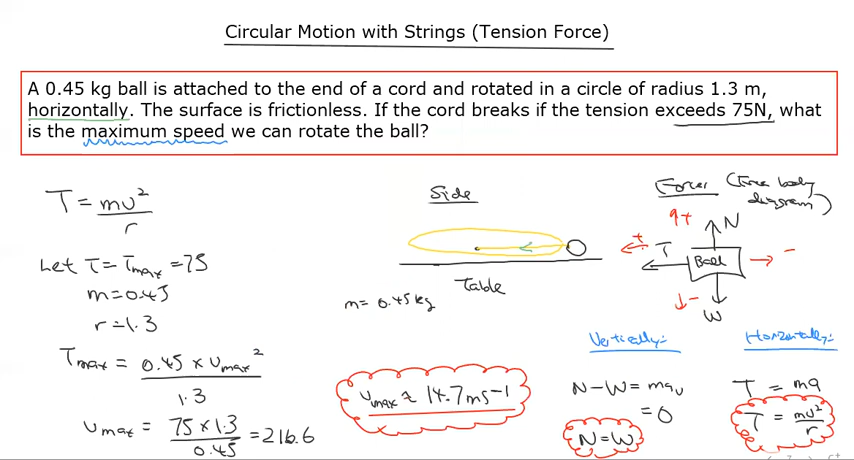 Circular Motion with Strings (Tension Force)
A 0.45 kg ball is attached to the end of a cord and rotated in a circle of radius 1.3 m,
horizontally. The surface is frictionless. If the cord breaks if the tension exceeds 75N, what
is the maximum speed we can rotate the ball?
T = mv²/r
Let T = Tmax = 75
m = 0.45
r = 1.3
Tmax = 0.45 × Vmax²/1.3
Vmax = 75 × 1.3/0.45 = 216.6
Side
Table
m = 0.45 kg
Vmax ≈ 14.7 ms⁻¹
Forces (Free body
diagram)
+
N
+
T
Ball
-
-
W
Vertically:-
N - W = may
= 0
N = W
Horizontally:-
T = ma
T = mv²/r